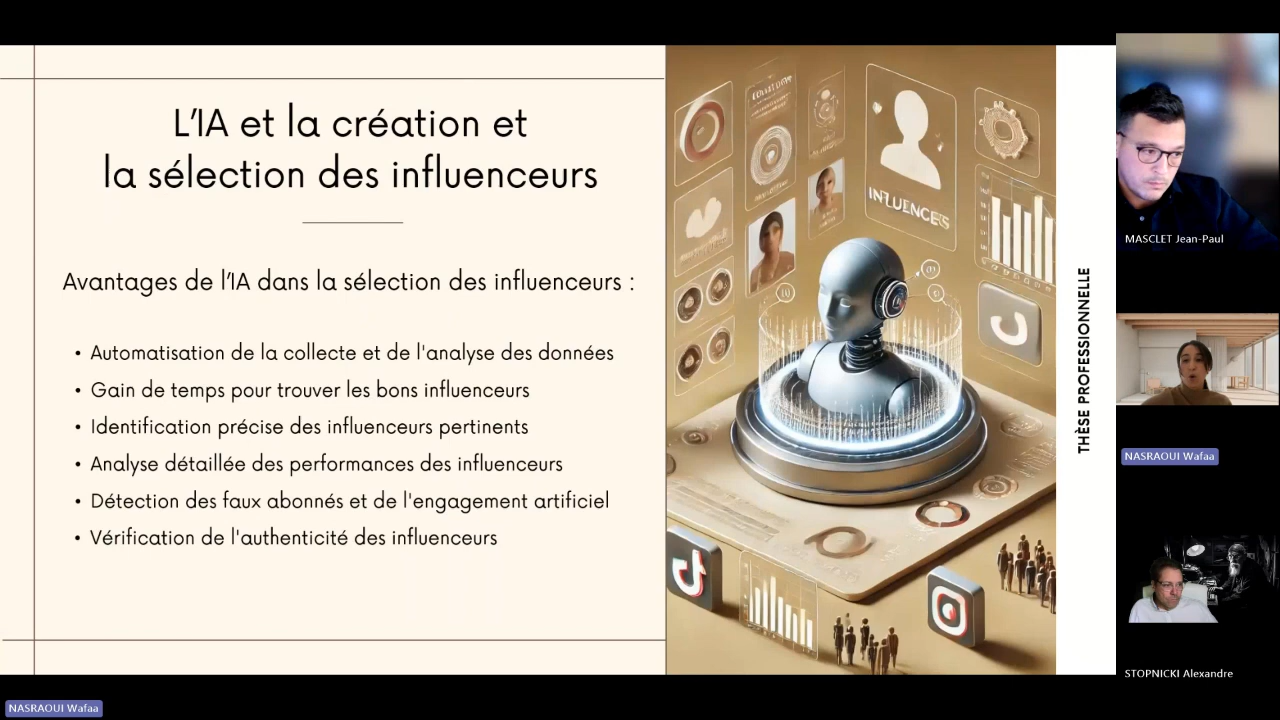 L'IA et la création et
la sélection des influenceurs
Avantages de l'IA dans la sélection des influenceurs :
• Automatisation de la collecte et de l'analyse des données
• Gain de temps pour trouver les bons influenceurs
• Identification précise des influenceurs pertinents
• Analyse détaillée des performances des influenceurs
• Détection des faux abonnés et de l'engagement artificiel
• Vérification de l'authenticité des influenceurs
INFLUENCES
THÈSE PROFESSIONNELLE
MASCLET Jean-Paul
NASRAOUI Wafaa
STOPNICKI Alexandre
NASRAOUI Wafaa